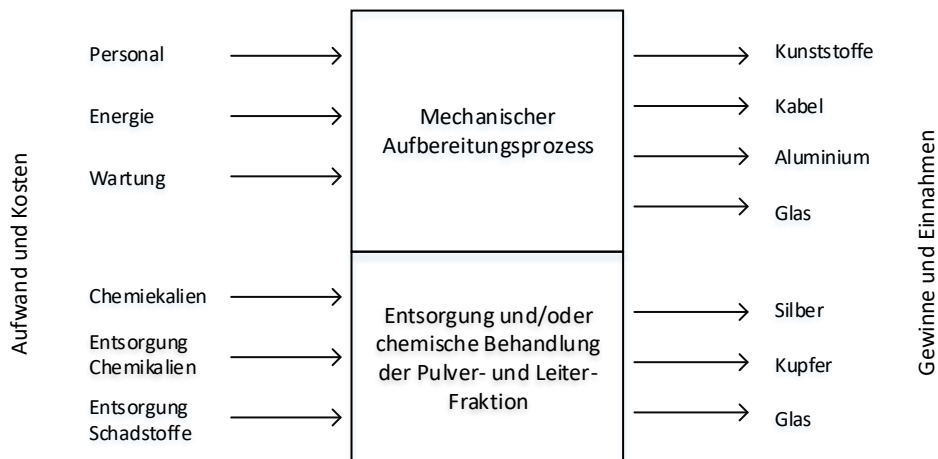 Aufwand und Kosten
Personal
Energie
Wartung
Chemiekalien
Entsorgung
Chemikalien
Entsorgung
Schadstoffe
Mechanischer
Aufbereitungsprozess
Entsorgung und/oder
chemische Behandlung
der Pulver- und Leiter-
Fraktion
Kunststoffe
Kabel
Aluminium
Glas
Silber
Kupfer
Glas
Gewinne und Einnahmen